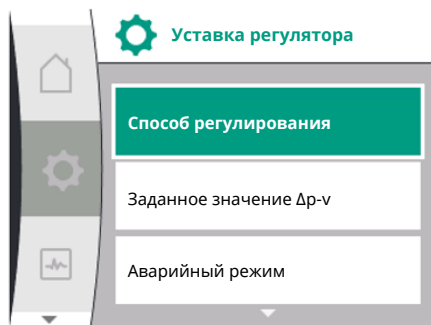 Уставка регулятора
Способ регулирования
Заданное значение Δp-v
Аварийный режим